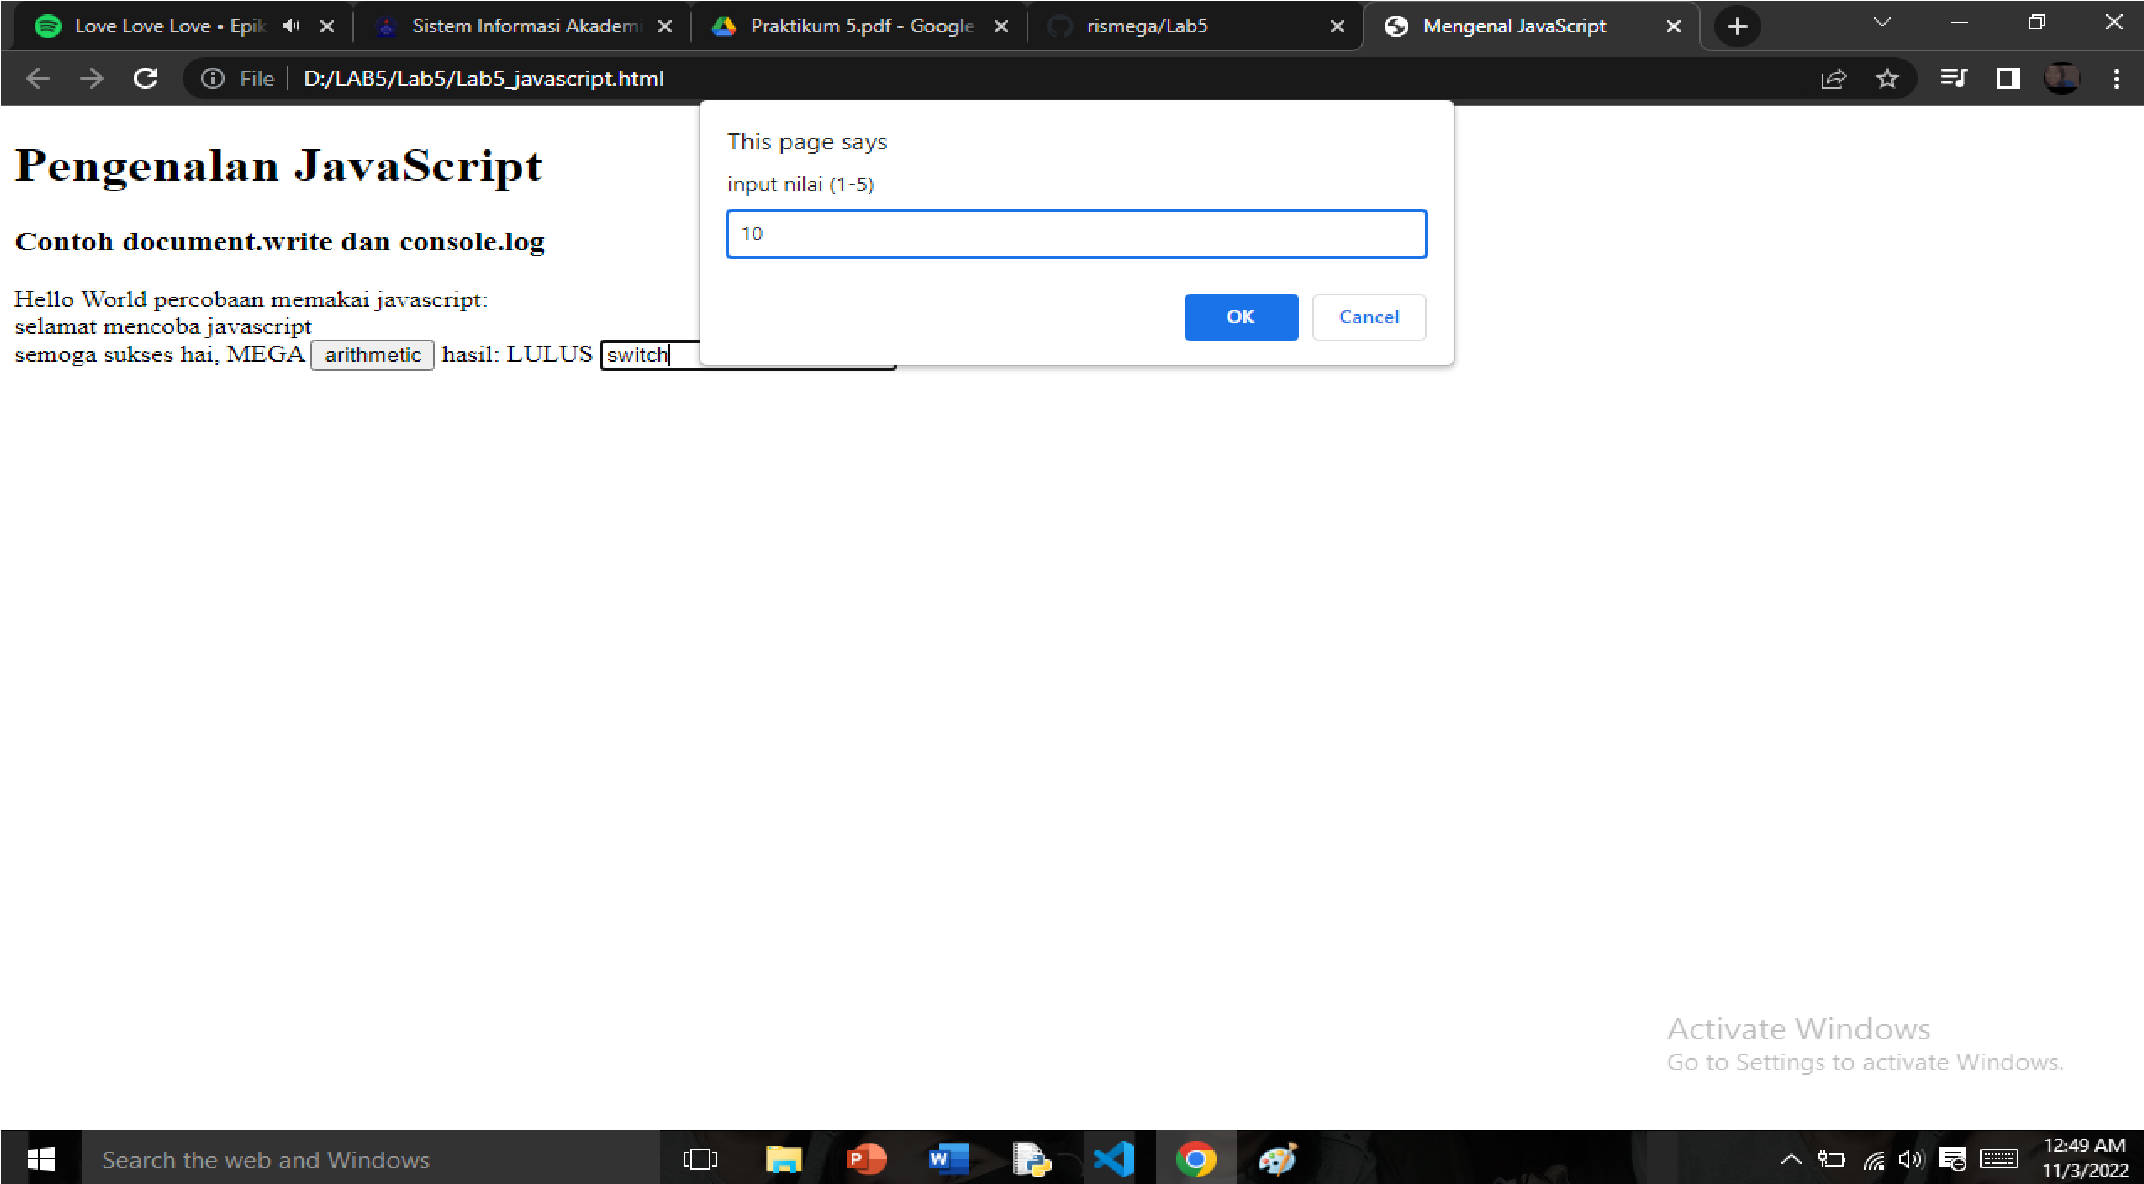 Love Love Love • Epik
Sistem Informasi Akademi
Praktikum 5.pdf - Google
rismega/Lab5
Mengenal JavaScript
File
D:/LAB5/Lab5/Lab5_javascript.html
This page says
input nilai (1-5)
10
OK
Cancel
Pengenalan JavaScript
Contoh document.write dan console.log
Hello World percobaan memakai javascript:
selamat mencoba javascript
semoga sukses hai, MEGA arithmetic hasil: LULUS switch
Activate Windows
Go to Settings to activate Windows.
Search the web and Windows
12:49 AM
11/3/2022